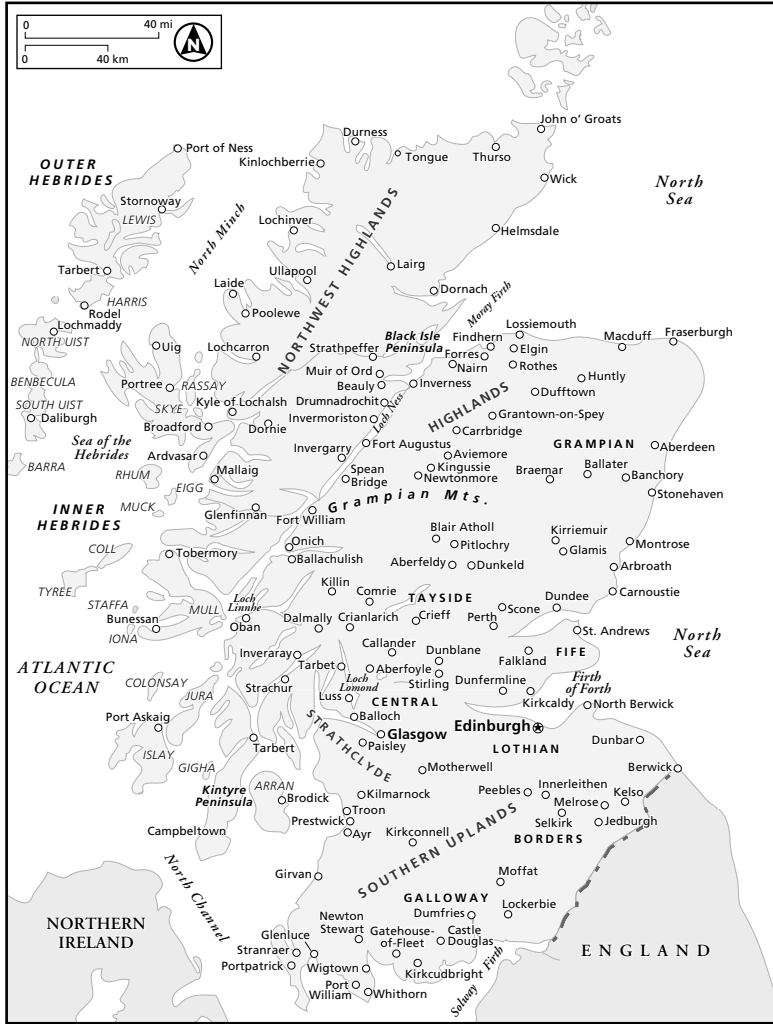 0 40 mi
0 40 km
N
John o' Groats
Durness
Port of Ness
Kinlochberrie
Tongue
Thurso
OUTER
HEBRIDES
Wick
North
Sea
Stornoway
LEWIS
North Minch
Lochinver
Helmsdale
NORTHWEST HIGHLANDS
Tarbert
Ullapool
Lairg
Laide
Dornach
HARRIS
Rodel
Poolewe
Moray Firth
Lochmaddy
NORTH UIST
Lossiemouth
Black Isle
Peninsula
Findhern
Macduff
Fraserburgh
Uig
Lochcarron
Strathpeffer
Elgin
Forres
Nairn
Rothes
Muir of Ord
BENBECULA
Portree
RASSAY
Beauly
Inverness
Huntly
Dufftown
SOUTH UIST
Daliburgh
SKYE
Kyle of Lochalsh
Drumnadrochit
Loch Ness
HIGHLANDS
Invermoriston
Grantown-on-Spey
Broadford
Dornie
Carrbridge
Sea of the
Hebrides
Fort Augustus
GRAMPIAN
Aberdeen
Ardvasar
Invergarry
Aviemore
BARRA
RHUM
Mallaig
Spean
Bridge
Kingussie
Newtonmore
Braemar
Ballater
Banchory
EIGG
Stonehaven
Grampian Mts.
MUCK
INNER
HEBRIDES
Glenfinnan
Fort William
Blair Atholl
Kirriemuir
Onich
Pitlochry
Glamis
Montrose
COLL
Tobermory
Ballachulish
Aberfeldy
Dunkeld
Arbroath
TYREE
Killin
Comrie
Carnoustie
STAFFA
MULL
Loch
Linnhe
TAYSIDE
Scone
Dundee
Bunessan
IONA
Oban
Dalmally
Crianlarich
Crieff
Perth
St. Andrews
North
Sea
Callander
Dunblane
FIFE
Inveraray
Tarbet
Aberfoyle
Falkland
ATLANTIC
OCEAN
COLONSAY
JURA
Strachur
Loch
Lomond
Stirling
Dunfermline
Firth
of Forth
Luss
CENTRAL
Kirkcaldy
North Berwick
Port Askaig
Balloch
STRATHCLYDE
Glasgow
Edinburgh
Paisley
LOTHIAN
Dunbar
Tarbert
ISLAY
GIGHA
Motherwell
Berwick
Kintyre
Peninsula
ARRAN
Brodick
Kilmarnock
Peebles
Innerleithen
Melrose
Kelso
Troon
Prestwick
Selkirk
Jedburgh
Campbeltown
Ayr
Kirkconnell
SOUTHERN UPLANDS
BORDERS
North Channel
Girvan
Moffat
GALLOWAY
Lockerbie
NORTHERN
IRELAND
Newton
Stewart
Dumfries
Glenluce
Gatehouse-
of-Fleet
Castle
Douglas
ENGLAND
Stranraer
Portpatrick
Wigtown
Kirkcudbright
Solway Firth
Port
William
Whithorn